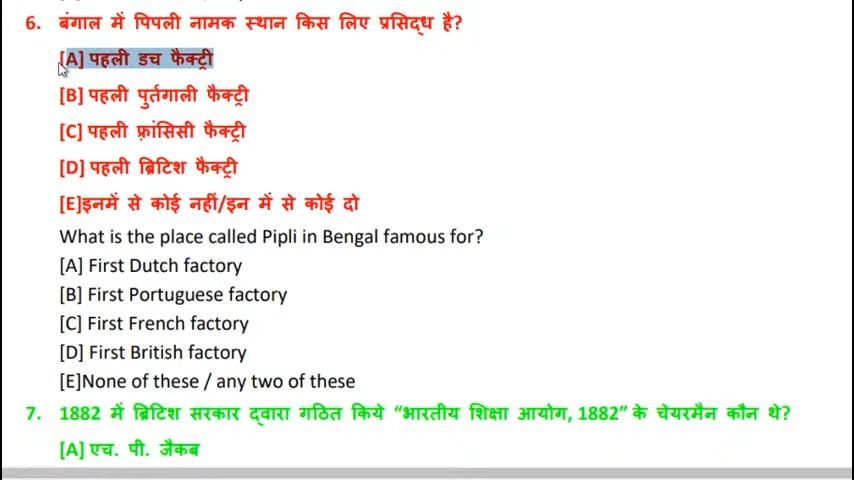 6. बंगाल में पिपली नामक स्थान किस लिए प्रसिद्ध है?
[A] पहली डच फैक्ट्री
[B] पहली पुर्तगाली फैक्ट्री
[C] पहली फ़्रांसिसी फैक्ट्री
[D] पहली ब्रिटिश फैक्ट्री
[E]इनमें से कोई नहीं/इन में से कोई दो
What is the place called Pipli in Bengal famous for?
[A] First Dutch factory
[B] First Portuguese factory
[C] First French factory
[D] First British factory
[E]None of these / any two of these
7. 1882 में ब्रिटिश सरकार द्वारा गठित किये “भारतीय शिक्षा आयोग, 1882” के चेयरमैन कौन थे?
[A] एच. पी. जैकब